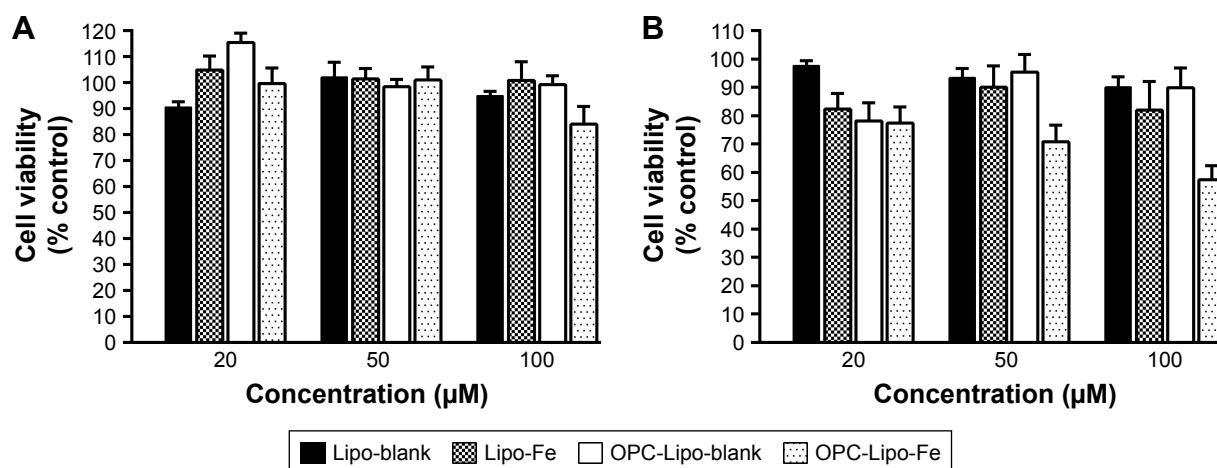 A
120
110
100
90
80
70
60
50
40
30
20
10
0
Cell viability
(% control)
20 50 100
Concentration (µM)
B
110
100
90
80
70
60
50
40
30
20
10
0
Cell viability
(% control)
20 50 100
Concentration (µM)
Lipo-blank Lipo-Fe OPC-Lipo-blank OPC-Lipo-Fe